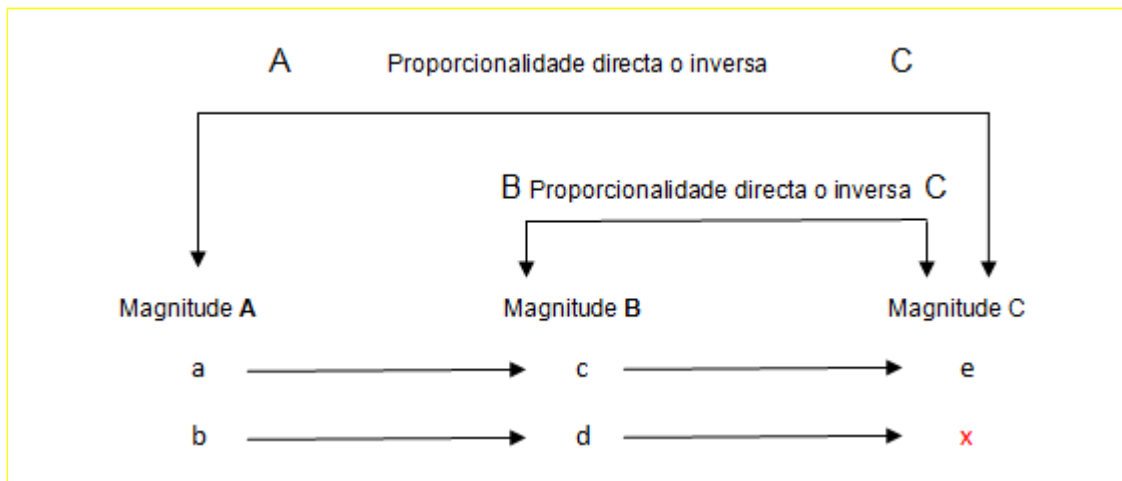 A Proporcionalidade directa o inversa C
B Proporcionalidade directa o inversa C
Magnitude A Magnitude B Magnitude C
a c e
b d x